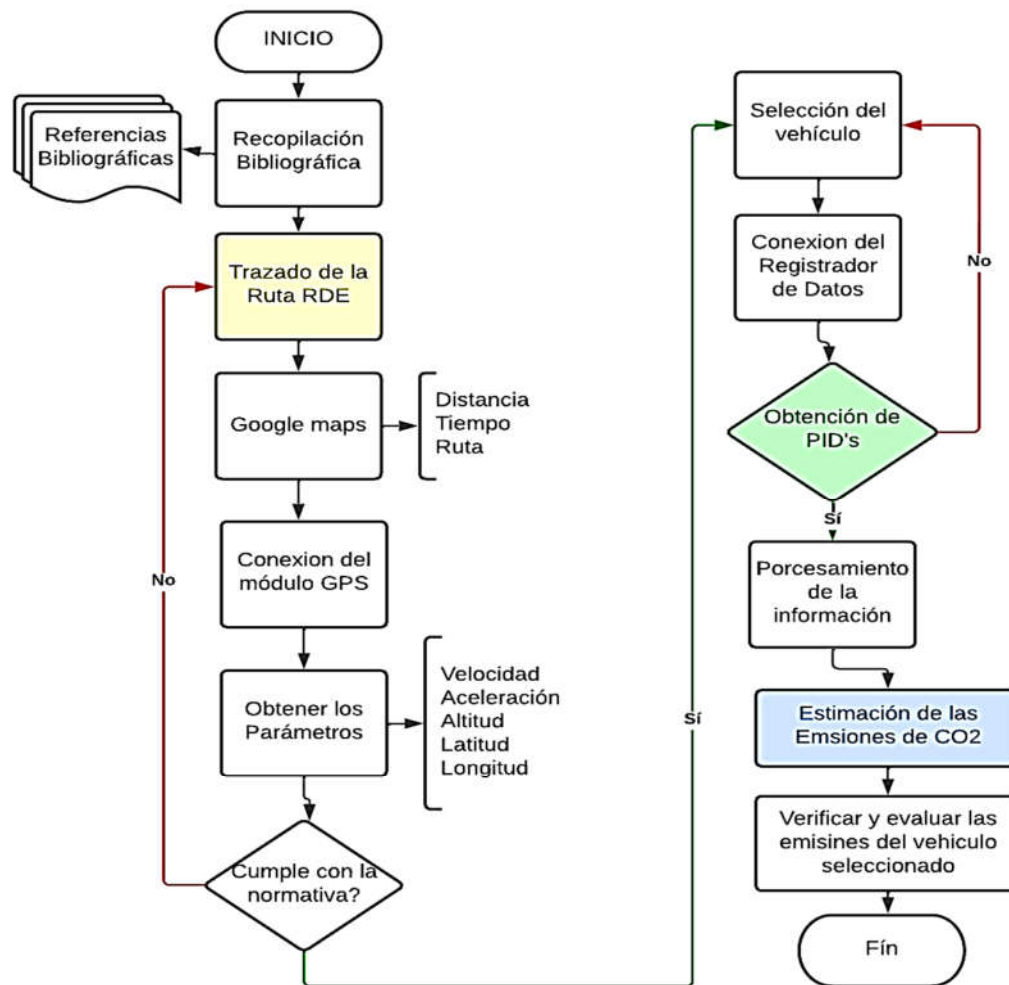 INICIO
Referencias
Bibliográficas
Recopilación
Bibliográfica
Trazado de la
Ruta RDE
Google maps
Distancia
Tiempo
Ruta
Conexion del
módulo GPS
No
Obtener los
Parámetros
Velocidad
Aceleración
Altitud
Latitud
Longitud
Cumple con la
normativa?
Sí
Selección del
vehículo
Conexion del
Registrador
de Datos
No
Obtención de
PID's
Sí
Porcesamiento
de la
información
Estimación de las
Emsiones de CO2
Verificar y evaluar las
emisines del vehiculo
seleccionado
Fín